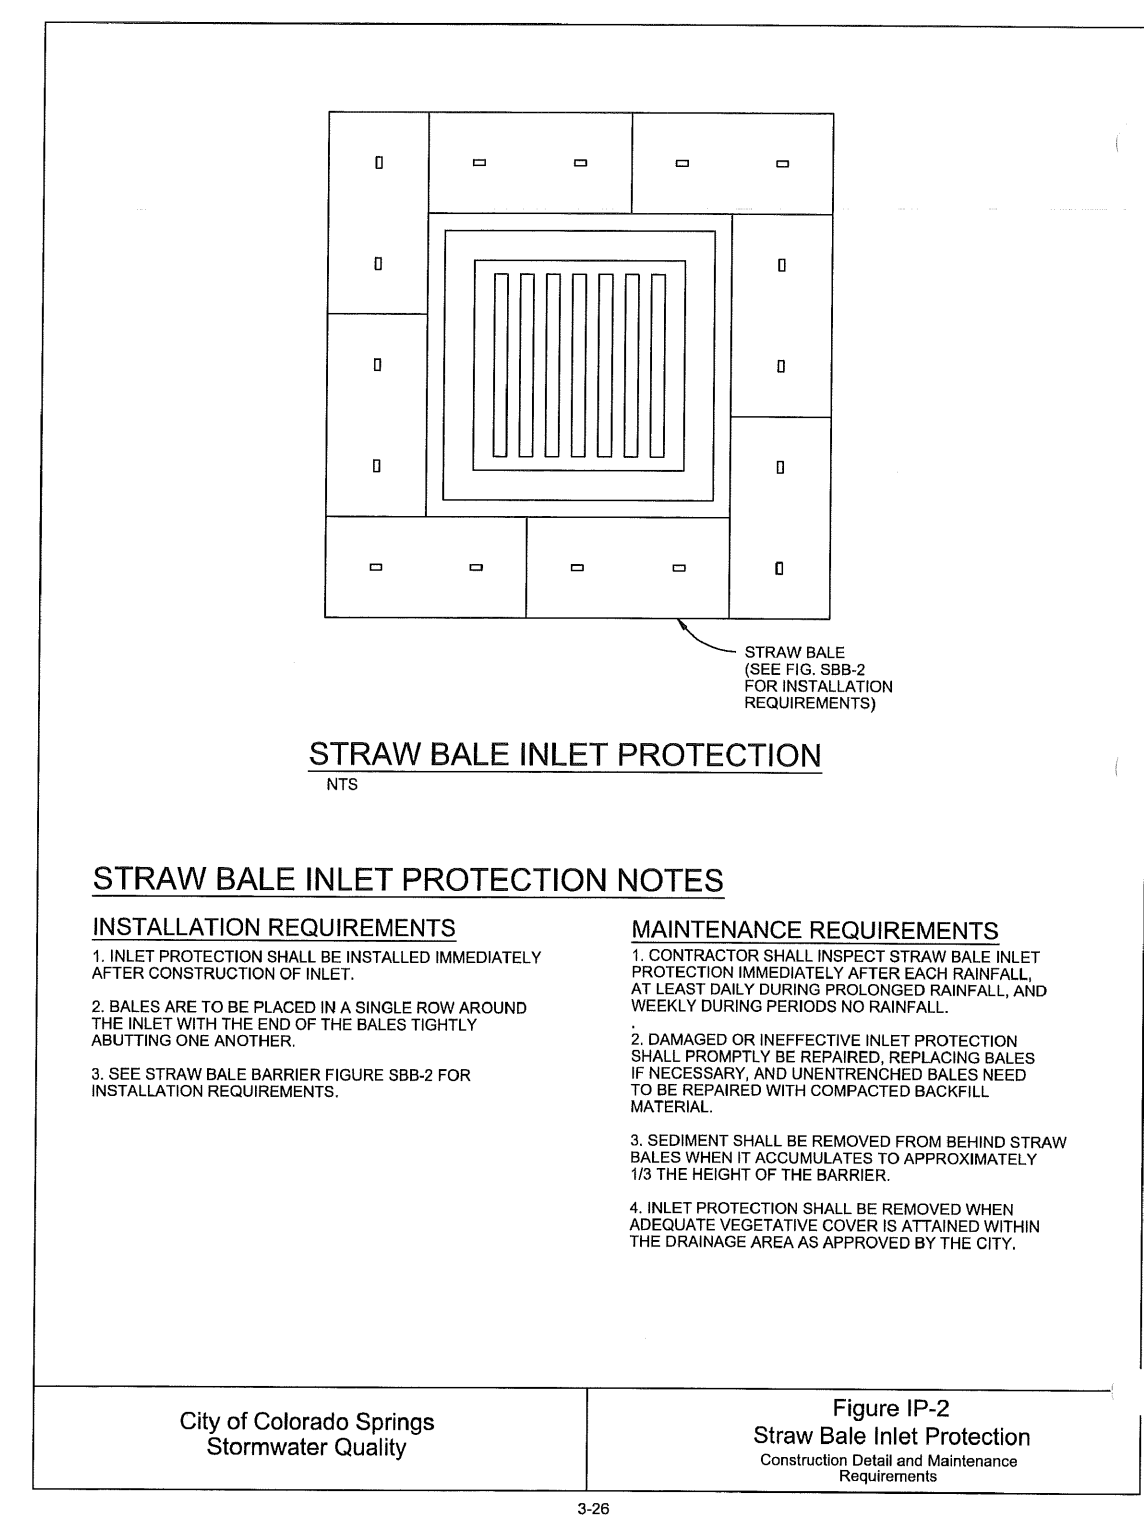 STRAW BALE
(SEE FIG. SBB-2
FOR INSTALLATION
REQUIREMENTS)
STRAW BALE INLET PROTECTION
NTS
STRAW BALE INLET PROTECTION NOTES
INSTALLATION REQUIREMENTS
1. INLET PROTECTION SHALL BE INSTALLED IMMEDIATELY
AFTER CONSTRUCTION OF INLET.
2. BALES ARE TO BE PLACED IN A SINGLE ROW AROUND
THE INLET WITH THE END OF THE BALES TIGHTLY
ABUTTING ONE ANOTHER.
3. SEE STRAW BALE BARRIER FIGURE SBB-2 FOR
INSTALLATION REQUIREMENTS.
MAINTENANCE REQUIREMENTS
1. CONTRACTOR SHALL INSPECT STRAW BALE INLET
PROTECTION IMMEDIATELY AFTER EACH RAINFALL,
AT LEAST DAILY DURING PROLONGED RAINFALL, AND
WEEKLY DURING PERIODS NO RAINFALL.
.
2. DAMAGED OR INEFFECTIVE INLET PROTECTION
SHALL PROMPTLY BE REPAIRED, REPLACING BALES
IF NECESSARY, AND UNENTRENCHED BALES NEED
TO BE REPAIRED WITH COMPACTED BACKFILL
MATERIAL.
3. SEDIMENT SHALL BE REMOVED FROM BEHIND STRAW
BALES WHEN IT ACCUMULATES TO APPROXIMATELY
1/3 THE HEIGHT OF THE BARRIER.
4. INLET PROTECTION SHALL BE REMOVED WHEN
ADEQUATE VEGETATIVE COVER IS ATTAINED WITHIN
THE DRAINAGE AREA AS APPROVED BY THE CITY.
City of Colorado Springs
Stormwater Quality
Figure IP-2
Straw Bale Inlet Protection
Construction Detail and Maintenance
Requirements
3-26